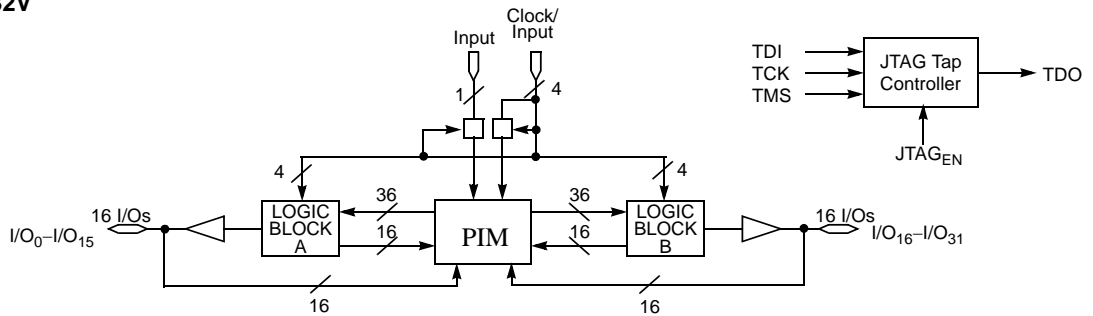 Clock/
Input
Input
1
4
TDI
TCK
TMS
JTAG Tap
Controller
TDO
JTAGEN
4
4
16 I/Os
I/O0–I/O15
LOGIC
BLOCK
A
36
16
PIM
36
16
LOGIC
BLOCK
B
16 I/Os
I/O16–I/O31
16
16